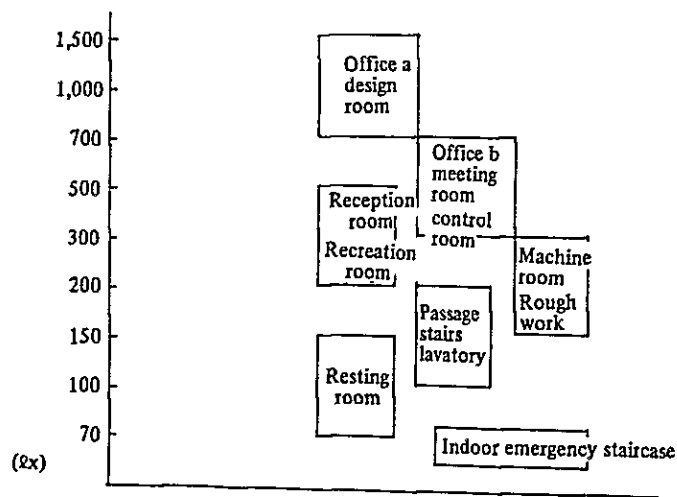 1,500
1,000
700
500
300
200
150
100
70
(ℓx)
Office a
design
room
Office b
meeting
room
control
room
Reception
room
Recreation
room
Machine
room
Rough
work
Passage
stairs
lavatory
Resting
room
Indoor emergency staircase